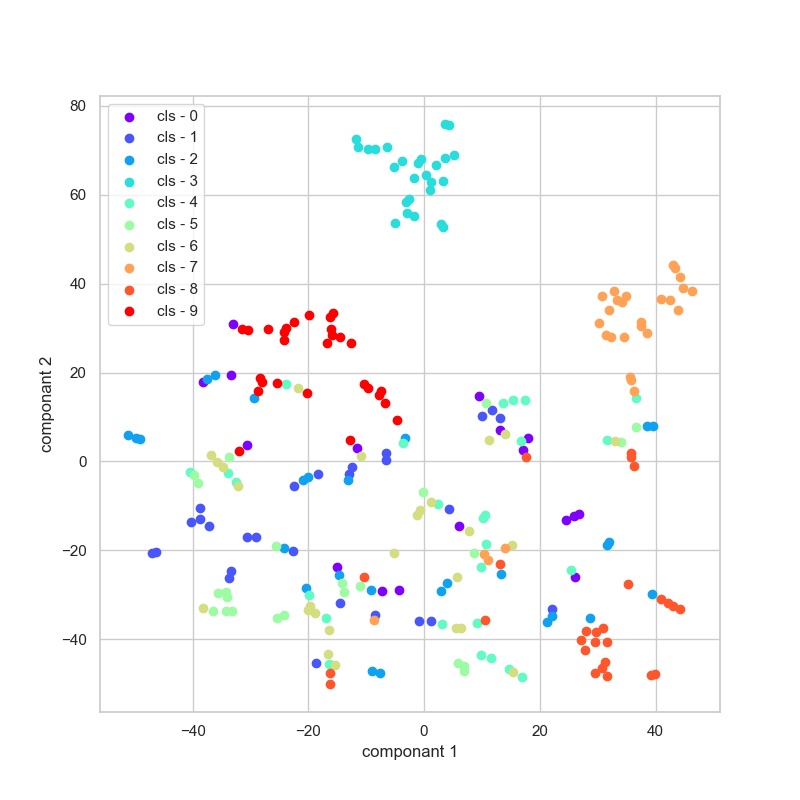 80
60
40
20
0
−20
−40
componant 2
cls - 0
cls - 1
cls - 2
cls - 3
cls - 4
cls - 5
cls - 6
cls - 7
cls - 8
cls - 9
−40 −20 0 20 40
componant 1